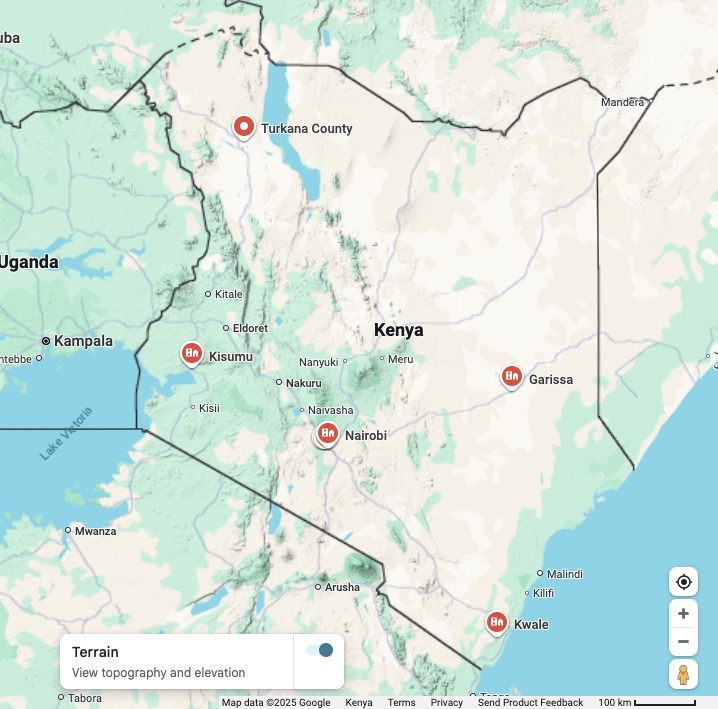 uba
Mandera
Turkana County
Uganda
Kitale
Eldoret
Kenya
Kampala
ntebbe
Kisumu
Nanyuki
Meru
Nakuru
Garissa
Kisii
Naivasha
Nairobi
Lake Victoria
Mwanza
Malindi
Arusha
Kilifi
Kwale
Terrain
View topography and elevation
Tabora
Map data ©2025 Google Kenya Terms Privacy Send Product Feedback 100 km